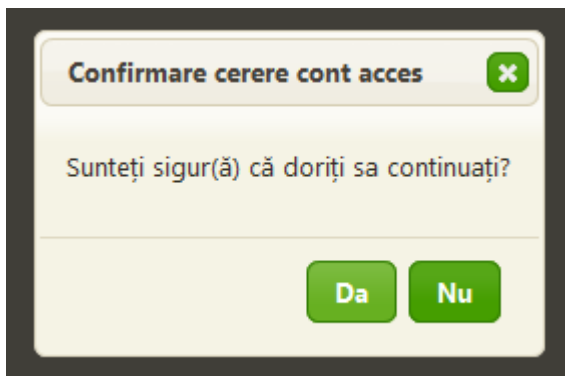 Confirmare cerere cont acces
Sunteți sigur(ă) că doriți sa continuați?
Da Nu